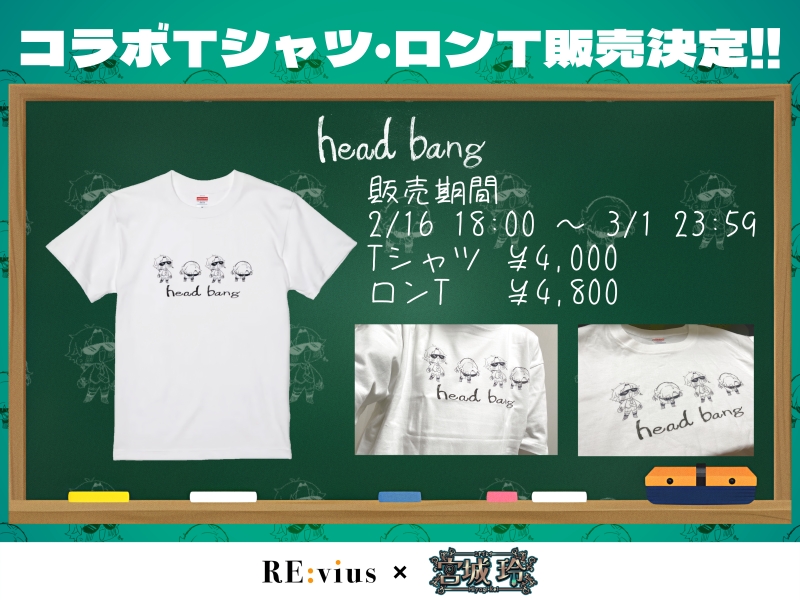 コラボTシャツ・ロンT販売決定!!
head bang
販売期間
2/16 18:00 ～ 3/1 23:59
Tシャツ ¥4,000
ロンT ¥4,800
head bang
head bang
head bang
RE:vius × 宮城 玲